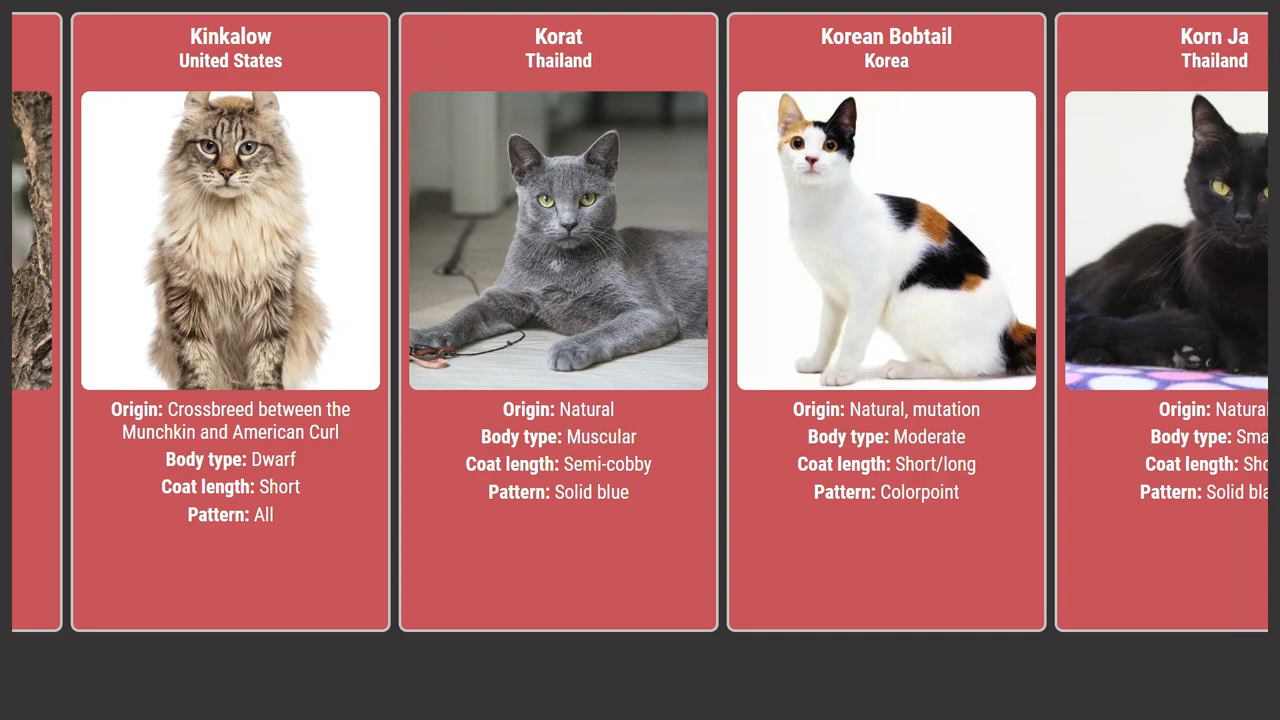 Kinkalow
United States
Origin: Crossbreed between the
Munchkin and American Curl
Body type: Dwarf
Coat length: Short
Pattern: All
Korat
Thailand
Origin: Natural
Body type: Muscular
Coat length: Semi-cobby
Pattern: Solid blue
Korean Bobtail
Korea
Origin: Natural, mutation
Body type: Moderate
Coat length: Short/long
Pattern: Colorpoint
Korn Ja
Thailand
Origin: Natural
Body type:
Coat length:
Pattern: Solid